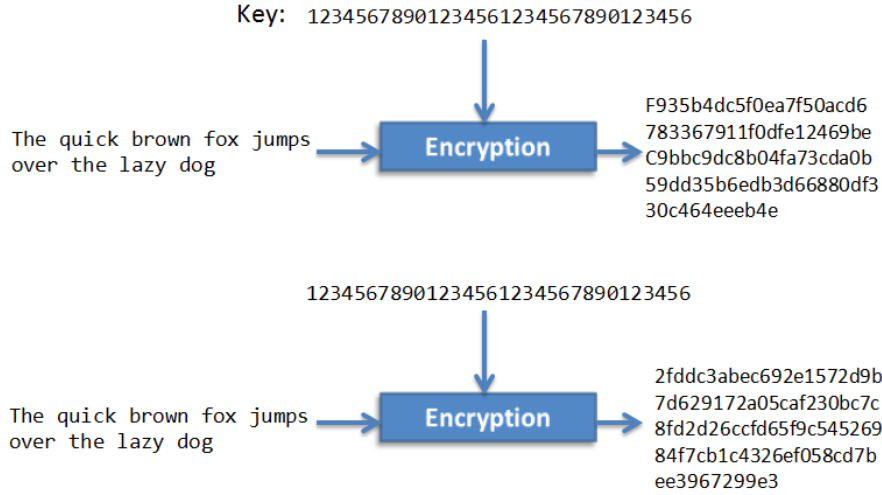 Key: 12345678901234561234567890123456
The quick brown fox jumps
over the lazy dog
Encryption
F935b4dc5f0ea7f50acd6
783367911f0dfe12469be
C9bbc9dc8b04fa73cda0b
59dd35b6edb3d66880df3
30c464eeeb4e
12345678901234561234567890123456
The quick brown fox jumps
over the lazy dog
Encryption
2fddc3abec692e1572d9b
7d629172a05caf230bc7c
8fd2d26ccfd65f9c545269
84f7cb1c4326ef058cd7b
ee3967299e3